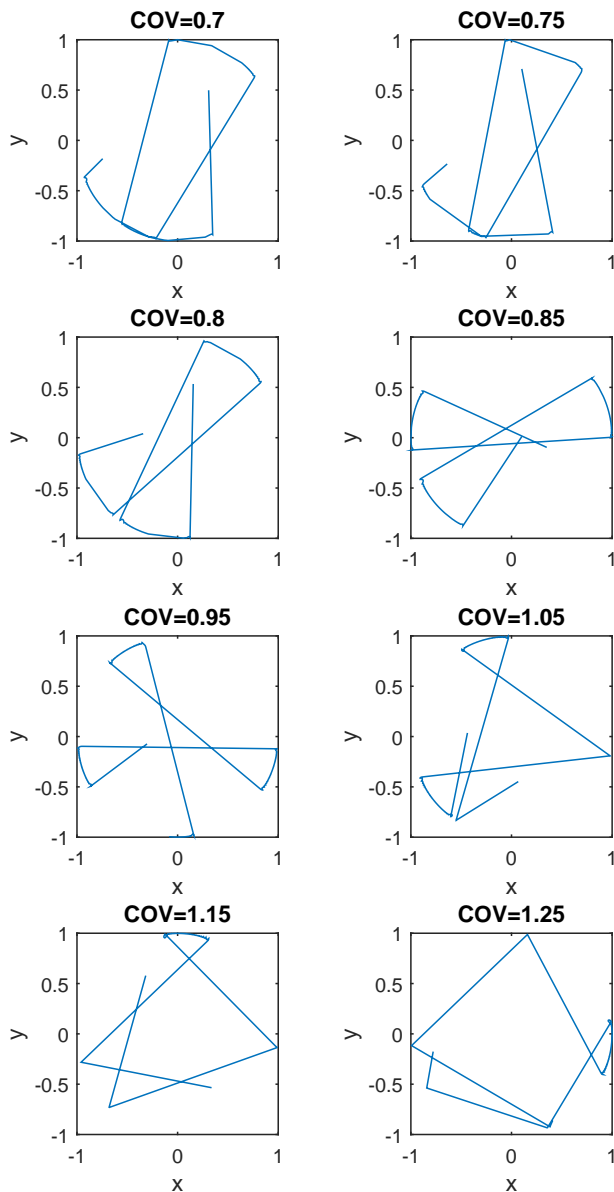 COV=0.7 COV=0.75
1 1
0.5 0.5
y 0 y 0
-0.5 -0.5
-1 -1
-1 0 1 -1 0 1
x x
COV=0.8 COV=0.85
1 1
0.5 0.5
y 0 y 0
-0.5 -0.5
-1 -1
-1 0 1 -1 0 1
x x
COV=0.95 COV=1.05
1 1
0.5 0.5
y 0 y 0
-0.5 -0.5
-1 -1
-1 0 1 -1 0 1
x x
COV=1.15 COV=1.25
1 1
0.5 0.5
y 0 y 0
-0.5 -0.5
-1 -1
-1 0 1 -1 0 1
x x